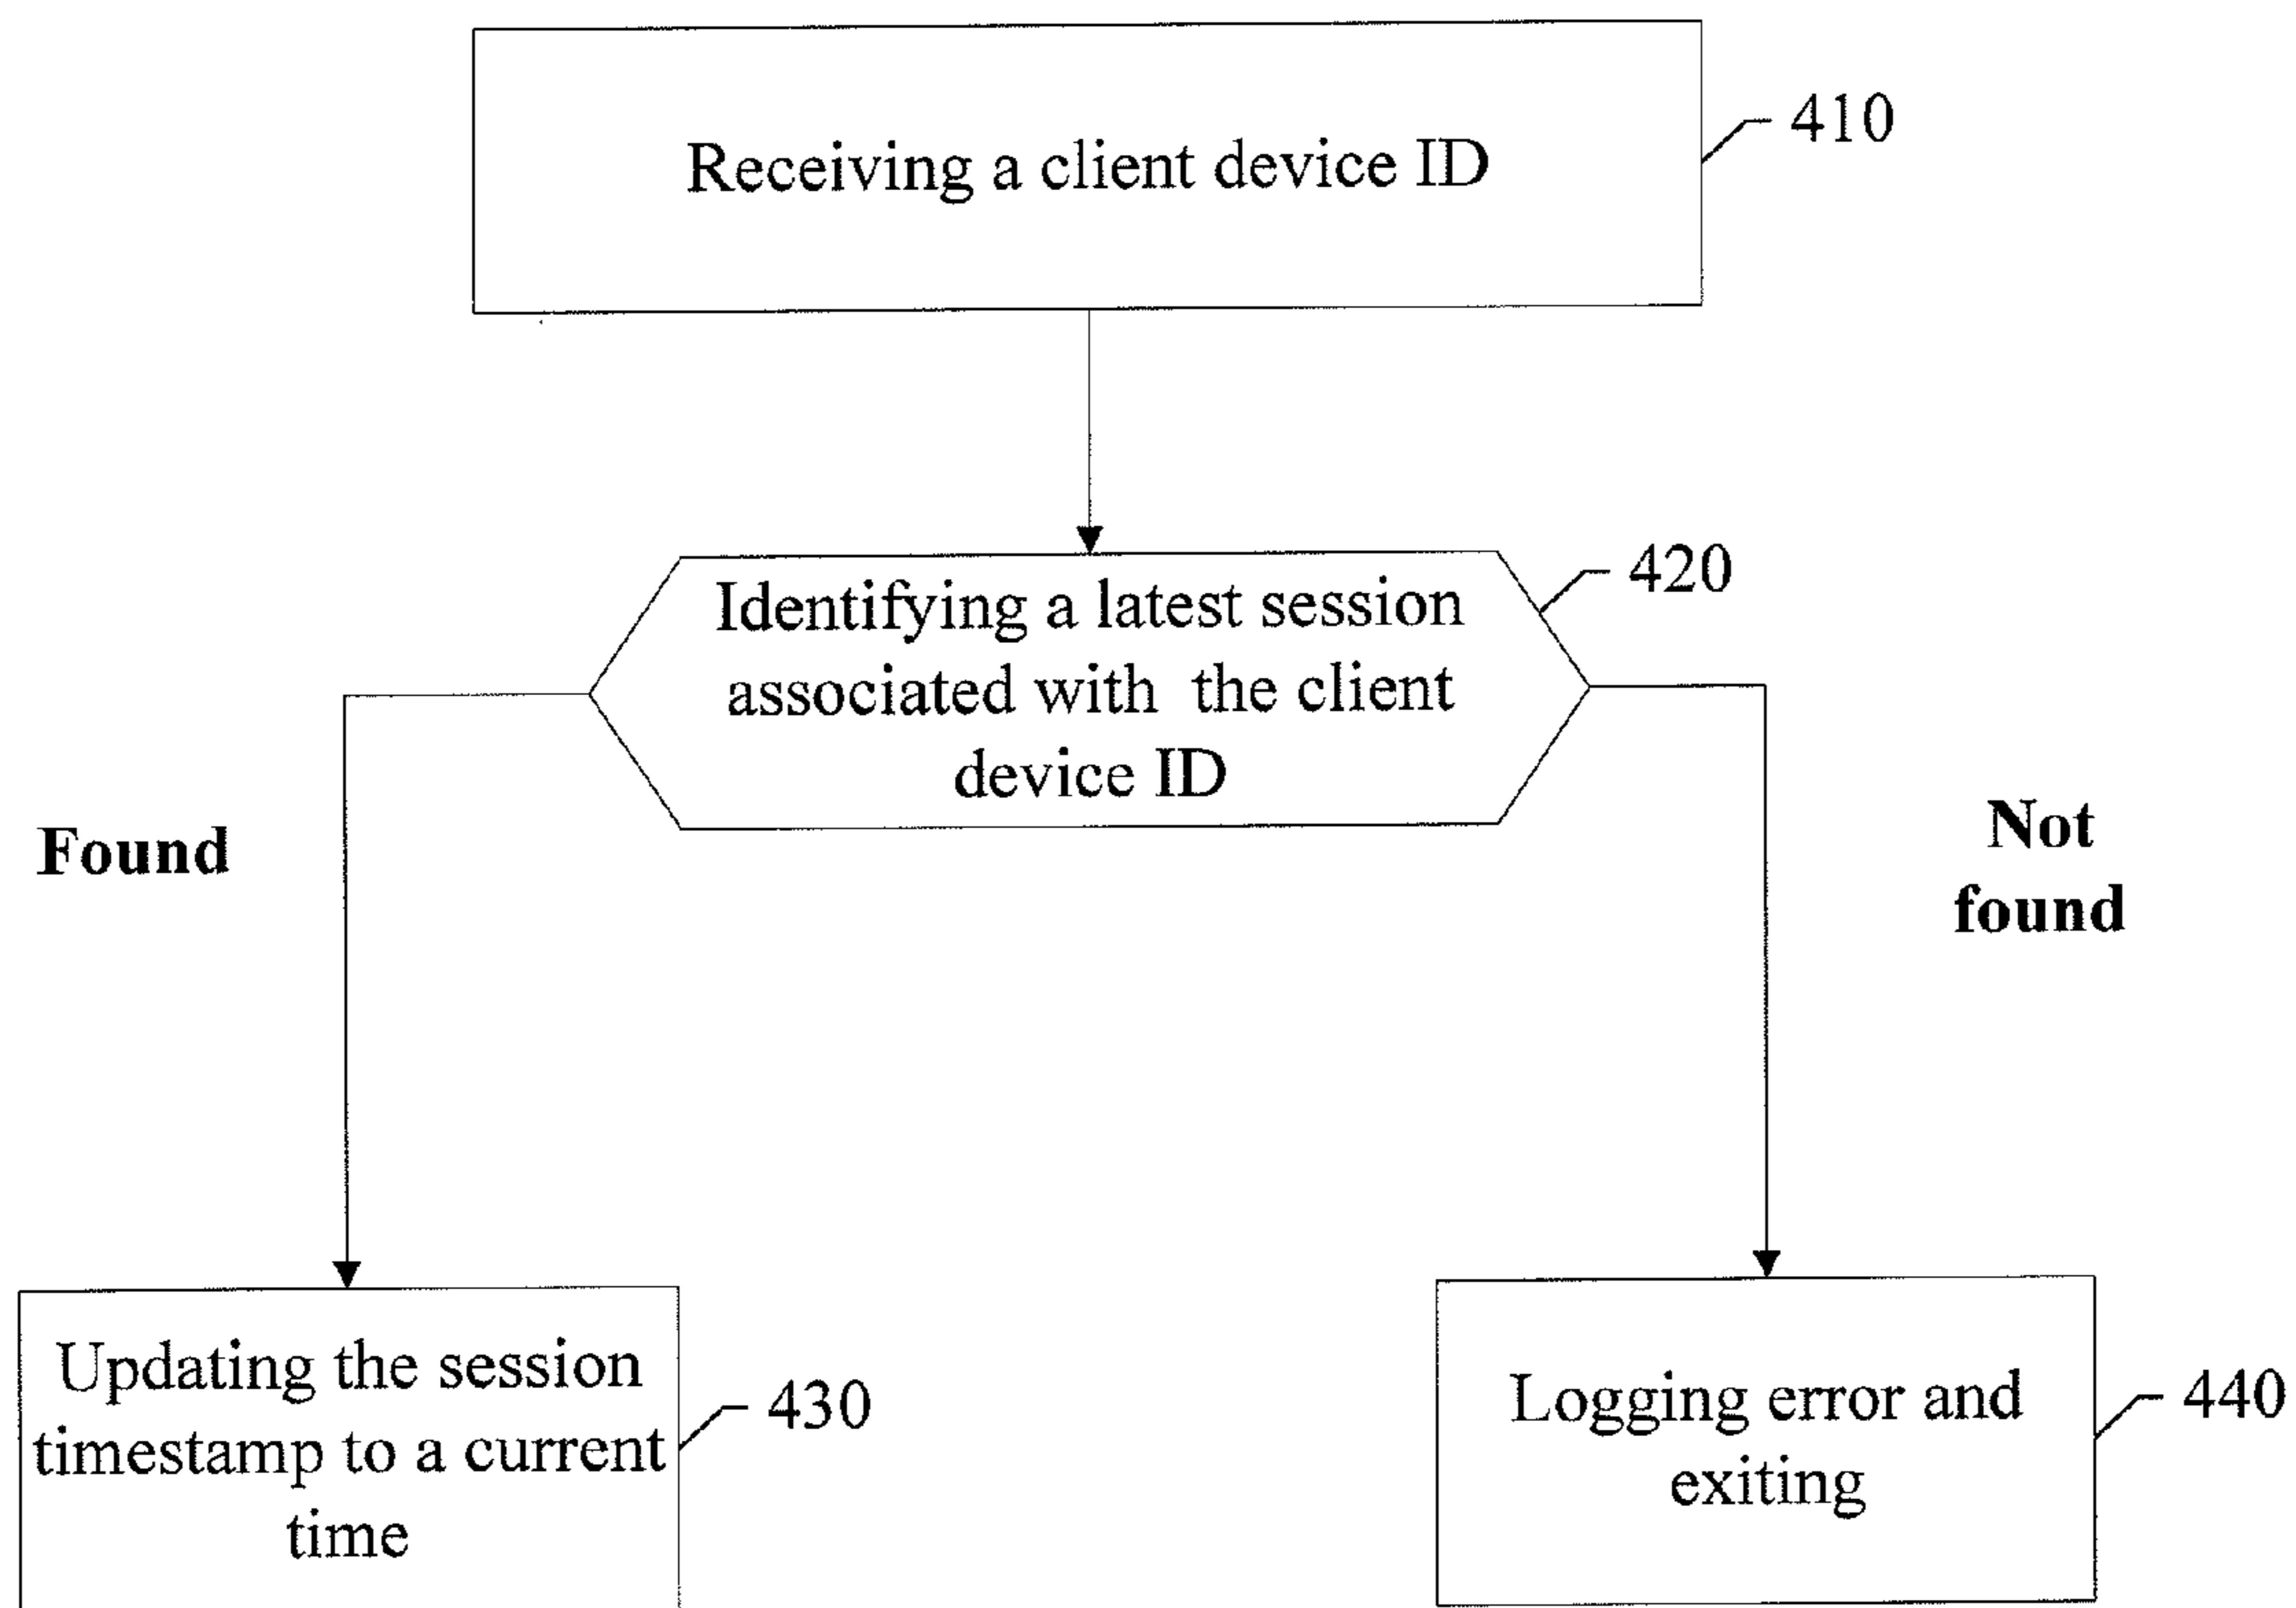 Receiving a client device ID
410
Identifying a latest session
associated with the client
device ID
420
Found
Not
found
Updating the session
timestamp to a current
time
430
Logging error and
exiting
440